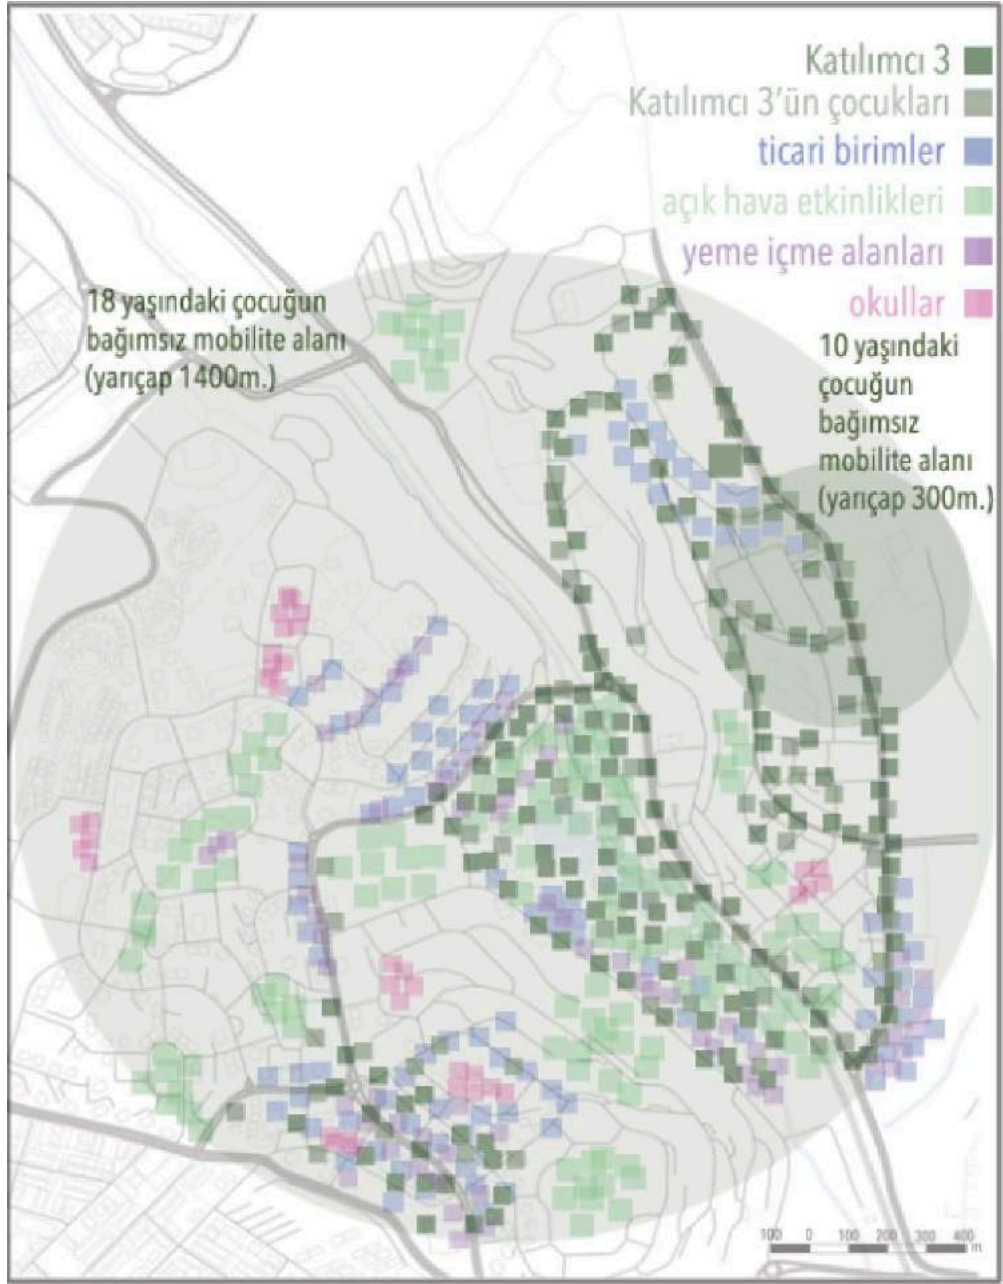 Katılımcı 3
Katılımcı 3'ün çocukları
ticari birimler
açık hava etkinlikleri
yeme içme alanları
okullar
18 yaşındaki çocuğun
bağımsız mobilite alanı
(yarıçap 1400m.)
10 yaşındaki
çocuğun
bağımsız
mobilite alanı
(yarıçap 300m.)
100 0 100 200 300 400
m